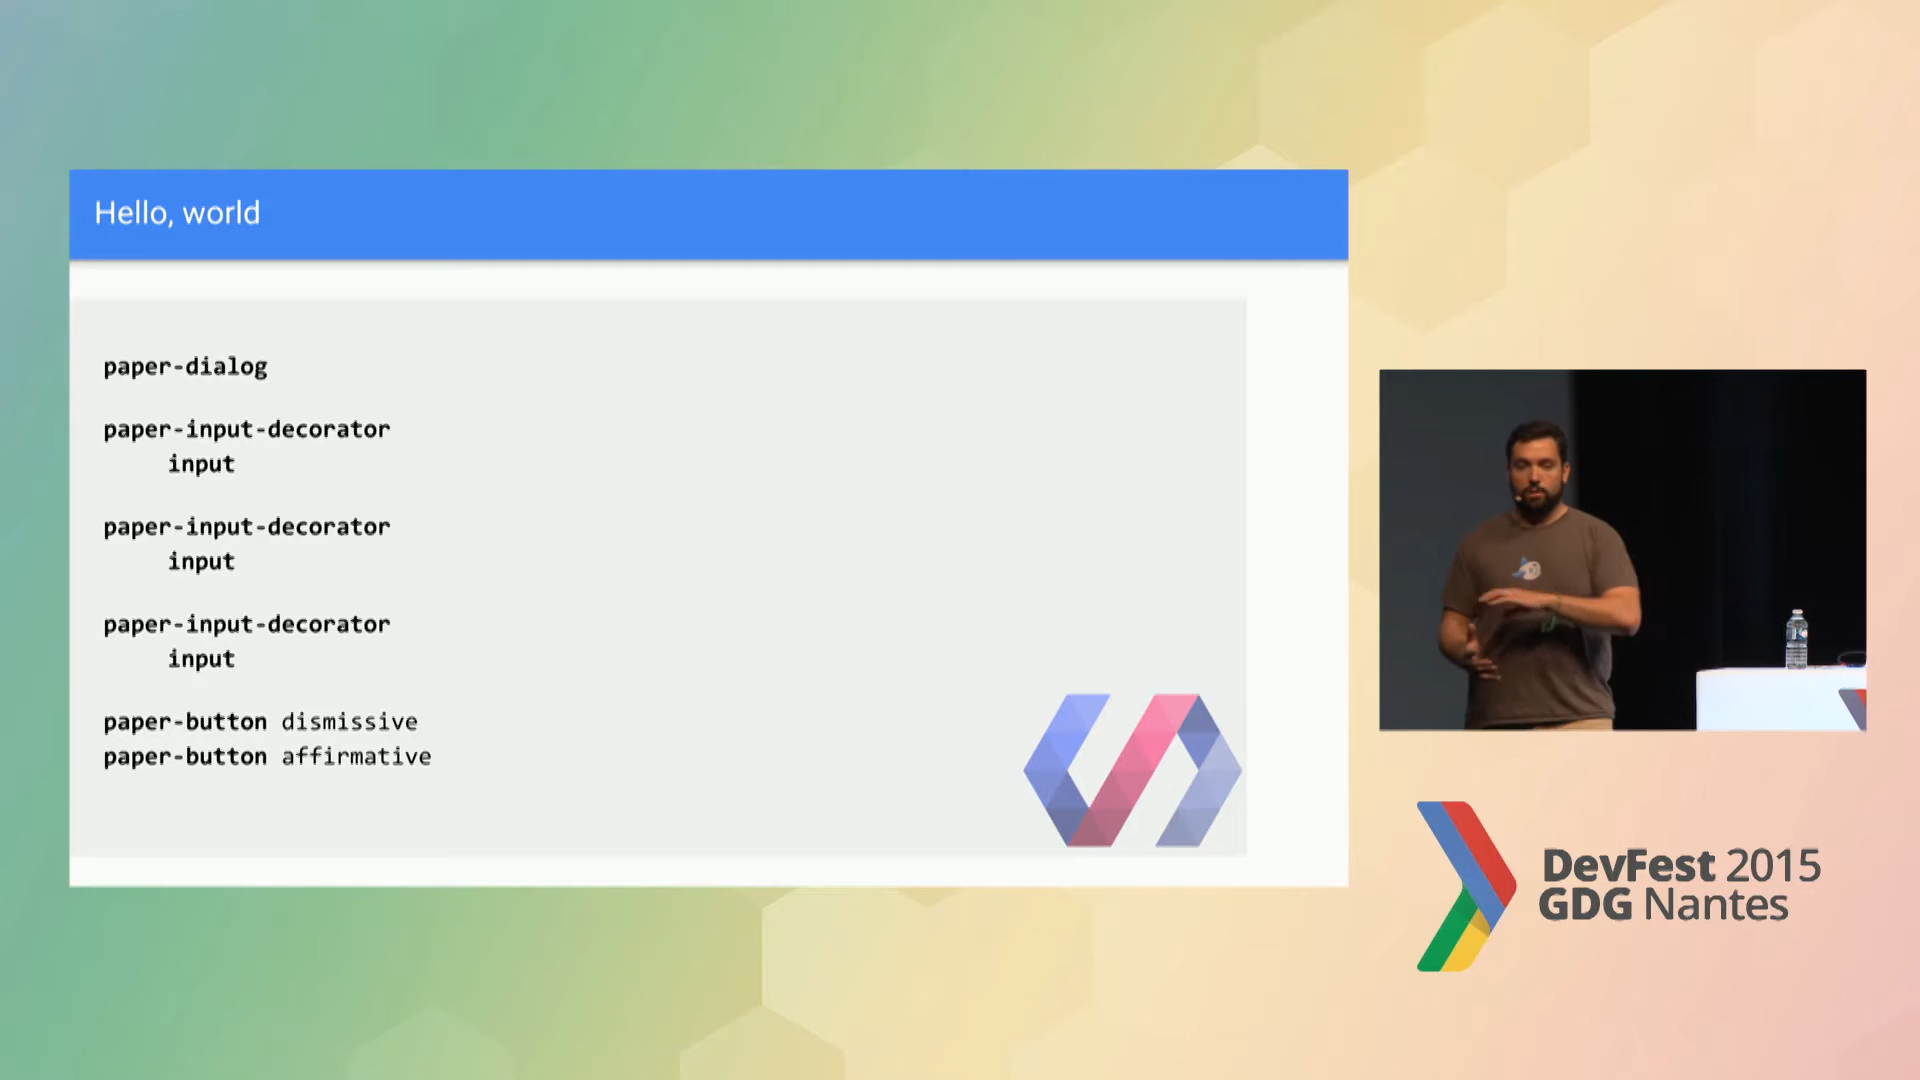 Hello, world
paper-dialog
paper-input-decorator
input
paper-input-decorator
input
paper-input-decorator
input
paper-button dismissive
paper-button affirmative
DevFest 2015
GDG Nantes